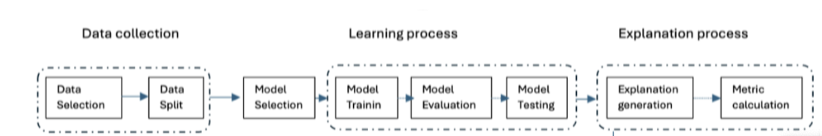 Data collection
Learning process
Explanation process
Data
Selection
Data
Split
Model
Selection
Model
Trainin
Model
Evaluation
Model
Testing
Explanation
generation
Metric
calculation